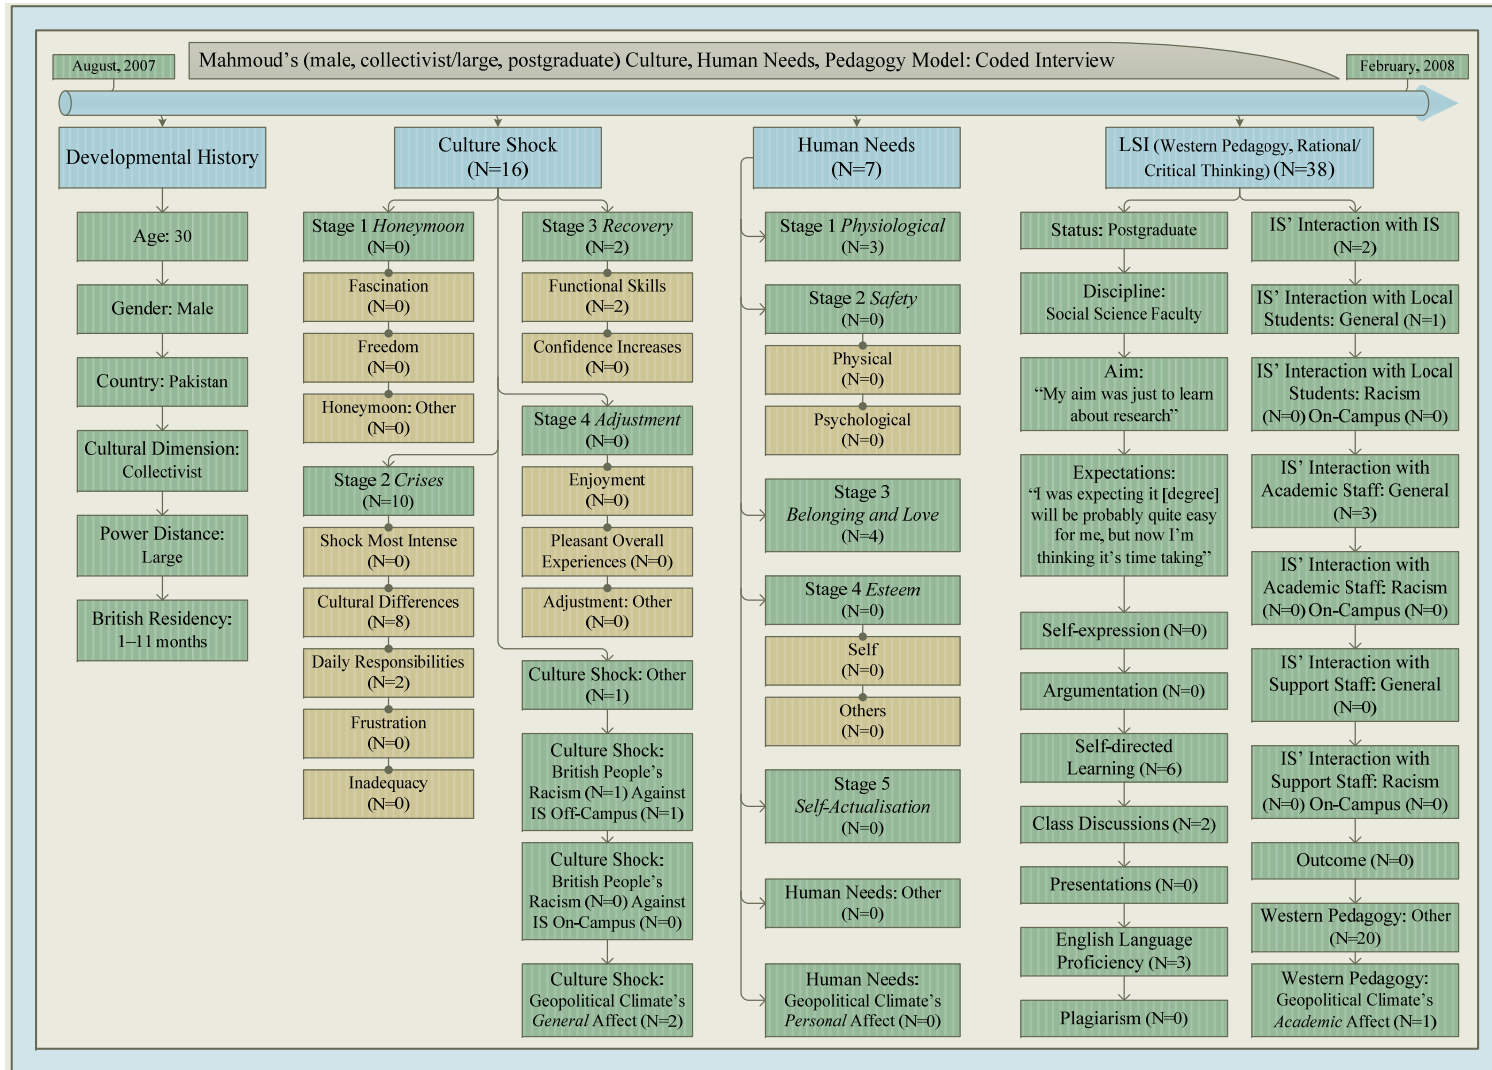 August, 2007
Mahmoud’s (male, collectivist/large, postgraduate) Culture, Human Needs, Pedagogy Model: Coded Interview
February, 2008
Developmental History
Age: 30
Gender: Male
Country: Pakistan
Cultural Dimension:
Collectivist
Power Distance:
Large
British Residency:
1–11 months
Culture Shock
(N=16)
Stage 1 Honeymoon
(N=0)
Fascination
(N=0)
Freedom
(N=0)
Honeymoon: Other
(N=0)
Stage 2 Crises
(N=10)
Shock Most Intense
(N=0)
Cultural Differences
(N=8)
Daily Responsibilities
(N=2)
Frustration
(N=0)
Inadequacy
(N=0)
Stage 3 Recovery
(N=2)
Functional Skills
(N=2)
Confidence Increases
(N=0)
Stage 4 Adjustment
(N=0)
Enjoyment
(N=0)
Pleasant Overall
Experiences (N=0)
Adjustment: Other
(N=0)
Culture Shock: Other
(N=1)
Culture Shock:
British People’s
Racism (N=1) Against
IS Off-Campus (N=1)
Culture Shock:
British People’s
Racism (N=0) Against
IS On-Campus (N=0)
Culture Shock:
Geopolitical Climate’s
General Affect (N=2)
Human Needs
(N=7)
Stage 1 Physiological
(N=3)
Stage 2 Safety
(N=0)
Physical
(N=0)
Psychological
(N=0)
Stage 3
Belonging and Love
(N=4)
Stage 4 Esteem
(N=0)
Self
(N=0)
Others
(N=0)
Stage 5
Self-Actualisation
(N=0)
Human Needs: Other
(N=0)
Human Needs:
Geopolitical Climate’s
Personal Affect (N=0)
LSI (Western Pedagogy, Rational/
Critical Thinking) (N=38)
Status: Postgraduate
Discipline:
Social Science Faculty
Aim:
“My aim was just to learn
about research”
Expectations:
“I was expecting it [degree]
will be probably quite easy
for me, but now I’m
thinking it’s time taking”
Self-expression (N=0)
Argumentation (N=0)
Self-directed
Learning (N=6)
Class Discussions (N=2)
Presentations (N=0)
English Language
Proficiency (N=3)
Plagiarism (N=0)
IS’ Interaction with IS
(N=2)
IS’ Interaction with Local
Students: General (N=1)
IS’ Interaction with Local
Students: Racism
(N=0) On-Campus (N=0)
IS’ Interaction with
Academic Staff: General
(N=3)
IS’ Interaction with
Academic Staff: Racism
(N=0) On-Campus (N=0)
IS’ Interaction with
Support Staff: General
(N=0)
IS’ Interaction with
Support Staff: Racism
(N=0) On-Campus (N=0)
Outcome (N=0)
Western Pedagogy: Other
(N=20)
Western Pedagogy:
Geopolitical Climate’s
Academic Affect (N=1)